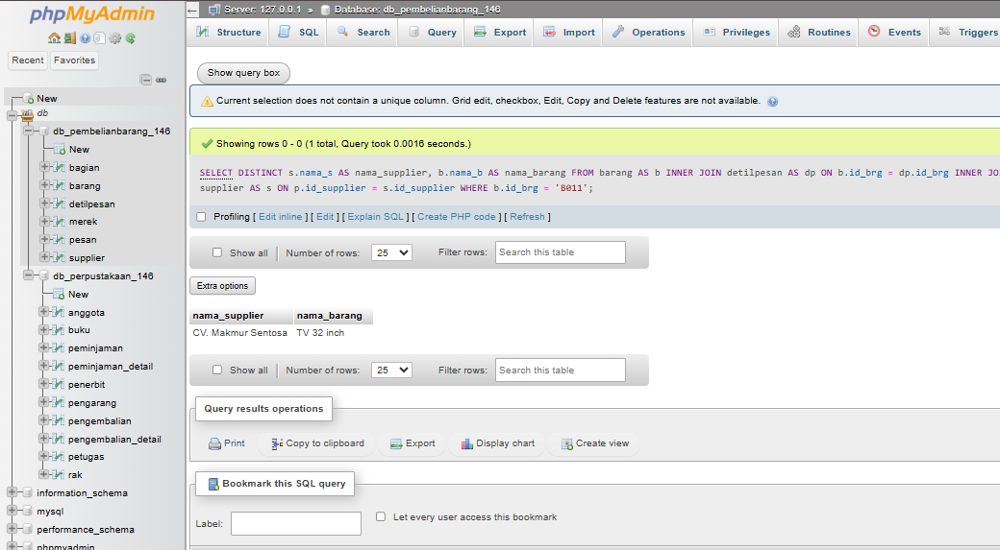 phpMyAdmin
Recent Favorites
New
db
db_pembelianbarang_146
New
bagian
barang
detilpesan
merek
pesan
supplier
db_perpustakaan_146
New
anggota
buku
peminjaman
peminjaman_detail
penerbit
pengarang
pengembalian
pengembalian_detail
petugas
rak
information_schema
mysql
performance_schema
phpmyadmin
Server: 127.0.0.1 » Database: db_pembelianbarang_146
Structure SQL Search Query Export Import Operations Privileges Routines Events Triggers
Show query box
Current selection does not contain a unique column. Grid edit, checkbox, Edit, Copy and Delete features are not available.
Showing rows 0 - 0 (1 total, Query took 0.0016 seconds.)
SELECT DISTINCT s.nama_s AS nama_supplier, b.nama_b AS nama_barang FROM barang AS b INNER JOIN detilpesan AS dp ON b.id_brg = dp.id_brg INNER JO
supplier AS s ON p.id_supplier = s.id_supplier WHERE b.id_brg = 'B011';
Profiling [ Edit inline ] [ Edit ] [ Explain SQL ] [ Create PHP code ] [ Refresh ]
Show all Number of rows: 25 Filter rows: Search this table
Extra options
nama_supplier nama_barang
CV. Makmur Sentosa TV 32 inch
Show all Number of rows: 25 Filter rows: Search this table
Query results operations
Print Copy to clipboard Export Display chart Create view
Bookmark this SQL query
Label: Let every user access this bookmark